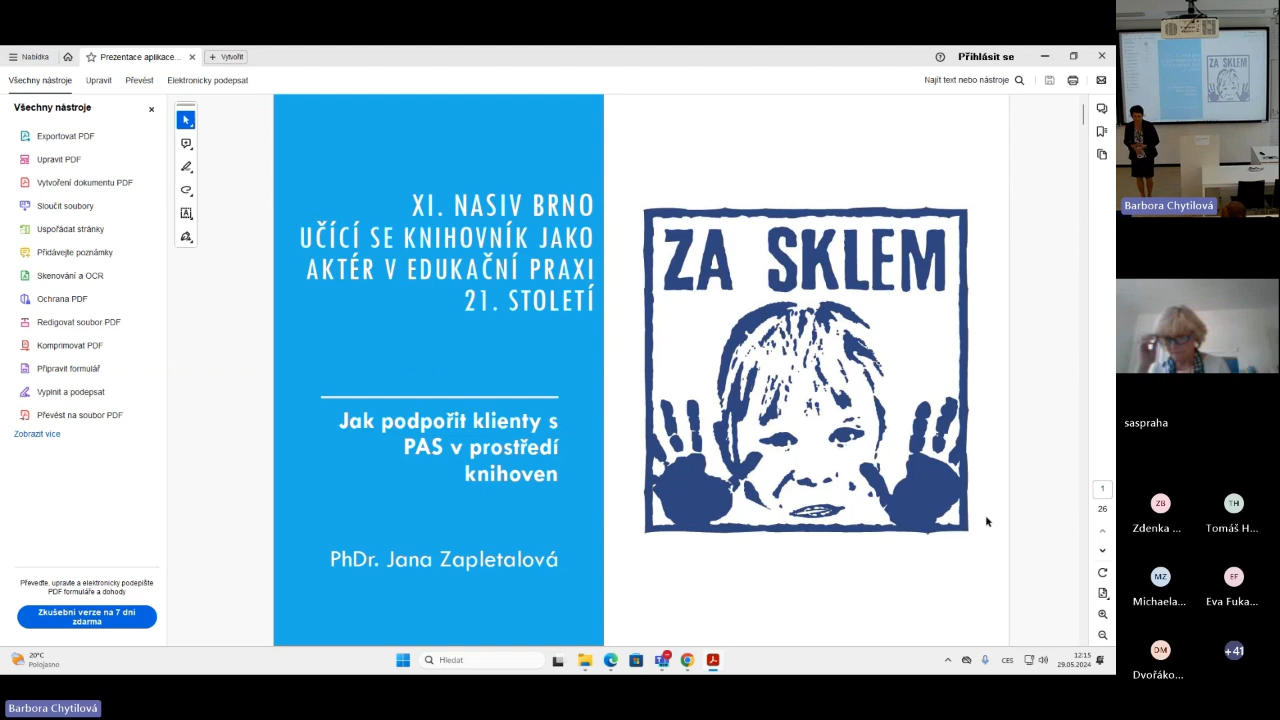 Nabídka
Prezentace aplikace...
Vytvořit
Přihlásit se
Všechny nástroje
Upravit
Převést
Elektronicky podepsat
Najít text nebo nástroje
Všechny nástroje
Exportovat PDF
Upravit PDF
Vytvoření dokumentu PDF
Sloučit soubory
Uspořádat stránky
Přidávejte poznámky
Skenování a OCR
Ochrana PDF
Redigovat soubor PDF
Komprimovat PDF
Připravit formulář
Vyplnit a podepsat
Převést na soubor PDF
Zobrazit více
Převeďte, upravte a elektronicky podepište
PDF formuláře a dohody
Zkušební verze na 7 dní
zdarma
XI. NASIV BRNO
UČÍCÍ SE KNIHOVNÍK JAKO
AKTÉR V EDUKAČNÍ PRAXI
21. STOLETÍ
Jak podpořit klienty s
PAS v prostředí
knihoven
PhDr. Jana Zapletalová
ZA SKLEM
1
26
20°C
Polojasno
Hledat
CES
12:15
29.05.2024
ZA SKLEM
Barbora Chytilová
saspraha
ZB
TH
Zdenka ...
Tomáš H...
MZ
EF
Michaela...
Eva Fuka...
DM
+41
Dvořáko...
Barbora Chytilová